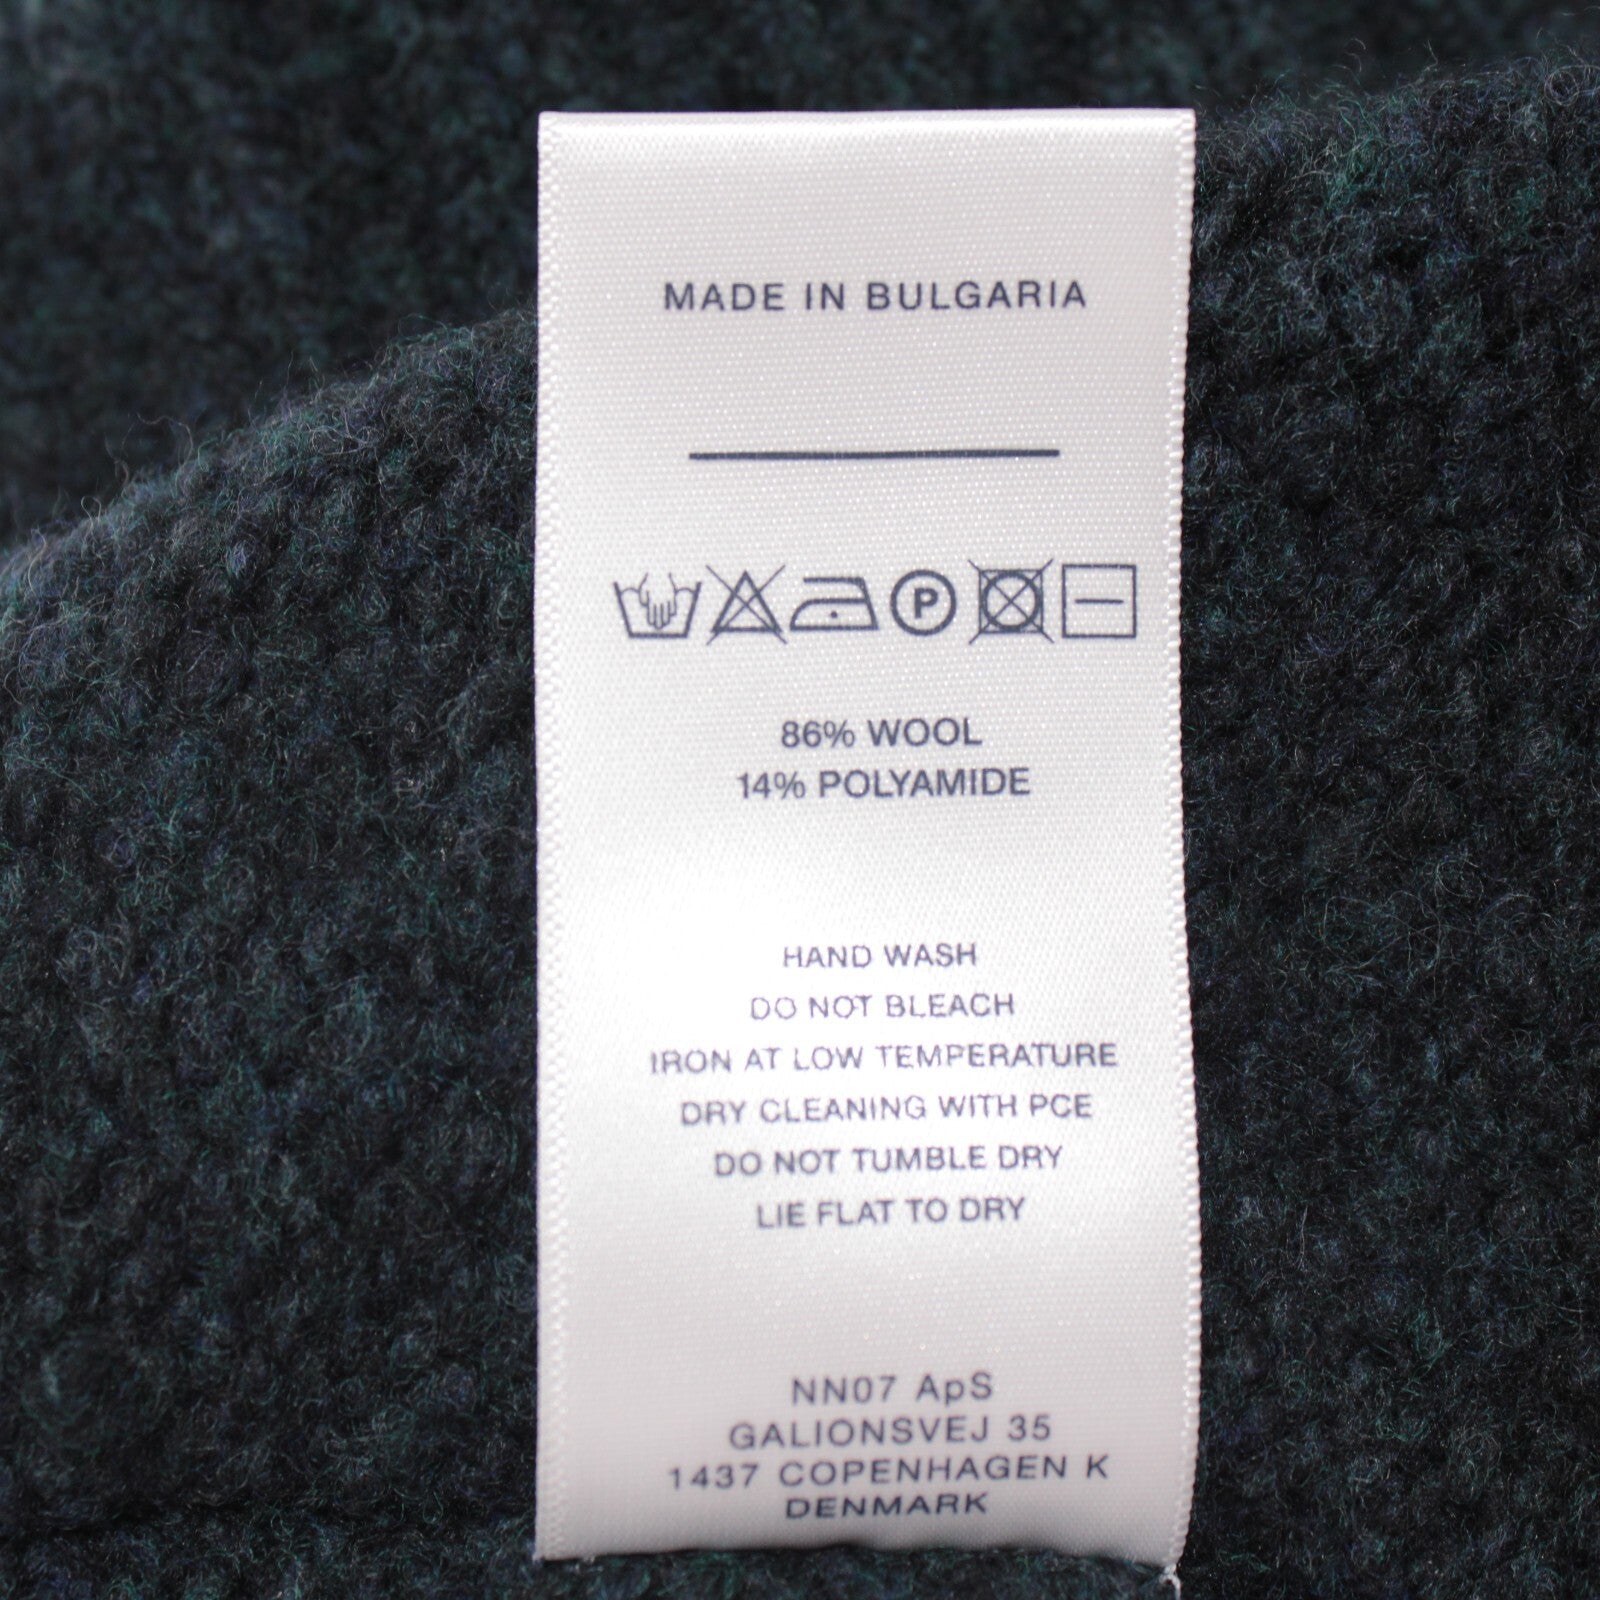 MADE IN BULGARIA
P
86% WOOL
14% POLYAMIDE
HAND WASH
DO NOT BLEACH
IRON AT LOW TEMPERATURE
DRY CLEANING WITH PCE
DO NOT TUMBLE DRY
LIE FLAT TO DRY
NN07 ApS
GALIONSVEJ 35
1437 COPENHAGEN K
DENMARK